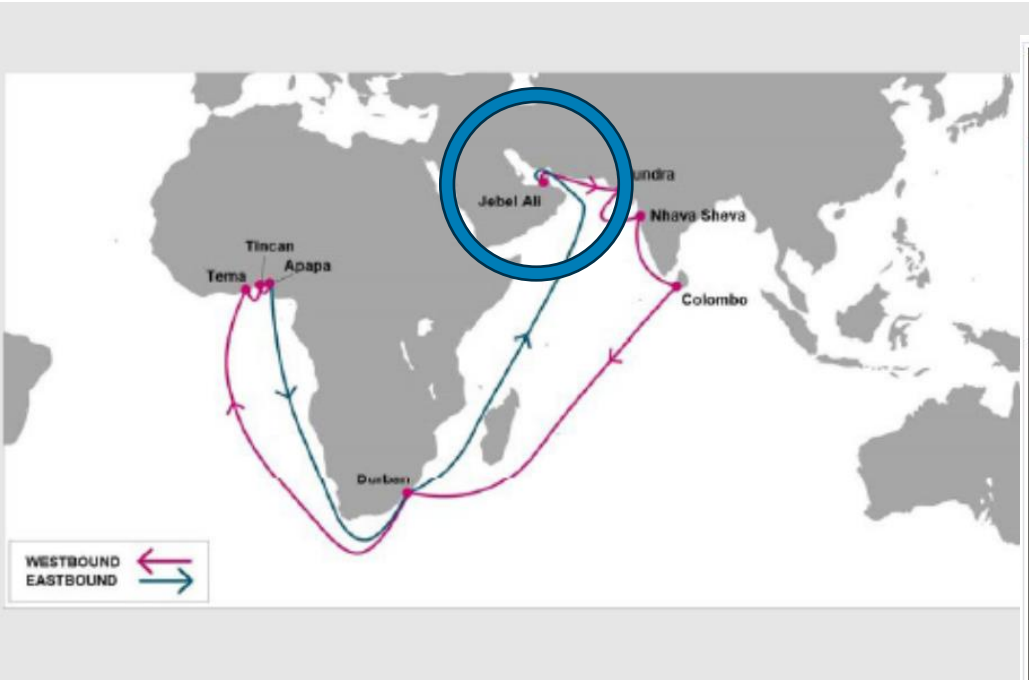 undra
Jebel Ali
Nhava Sheva
Tincan
Apapa
Tema
Colombo
Durban
WESTBOUND
EASTBOUND